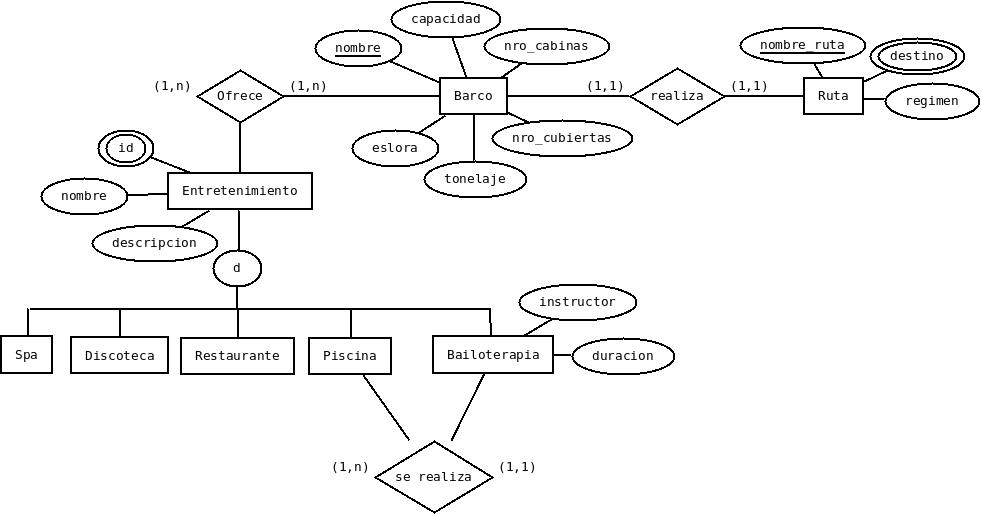 capacidad
nombre
nro_cabinas
nombre_ruta
destino
(1,n)
Ofrece
(1,n)
Barco
(1,1)
realiza
(1,1)
Ruta
regimen
id
eslora
nro_cubiertas
tonelaje
Entretenimiento
nombre
descripcion
d
instructor
Spa
Discoteca
Restaurante
Piscina
Bailoterapia
duracion
(1,n)
se realiza
(1,1)